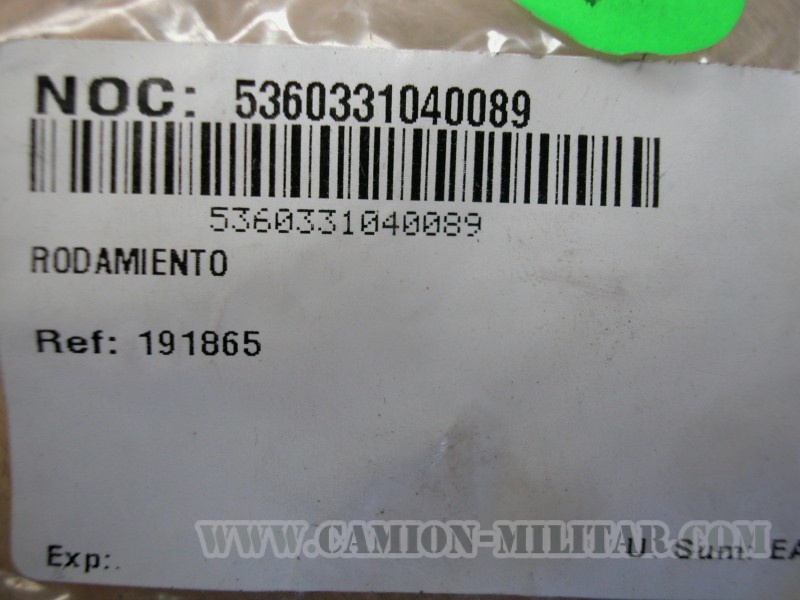 NOC: 5360331040089
5360331040089
RODAMIENTO
Ref: 191865
WWW.CAMION-MILITAR.COM
Exp:. U. Sum: EA